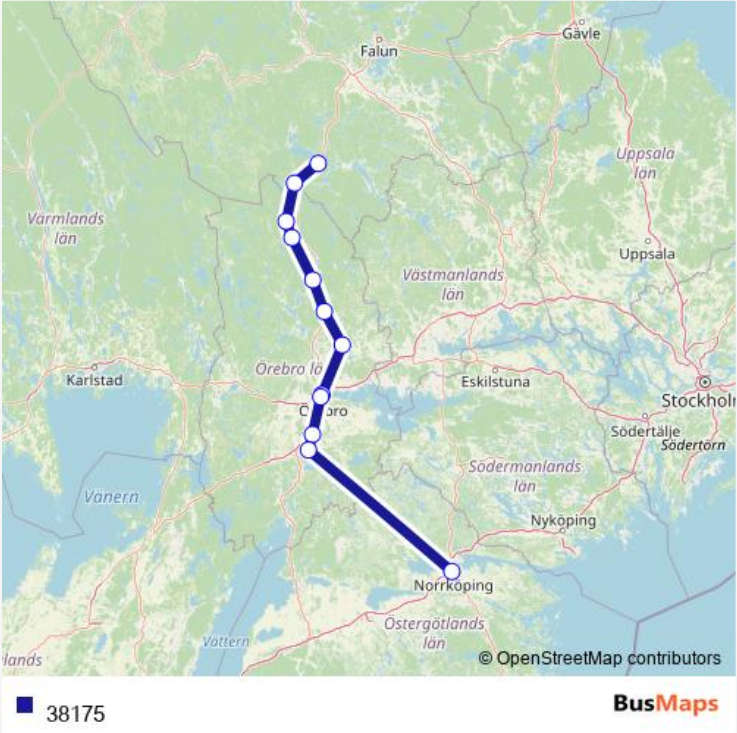 Gävle
Falun
Uppsala
län
Värmlands
län
Uppsala
Västmanlands
län
Örebro lä
Karlstad
Eskilstuna
Stockholr
Södertälje
Södertörn
Södermanlands
län
Vänern
Nyköping
Norrköping
Östergötlands
län
Vättern
lands
© OpenStreetMap contributors
38175
BusMaps